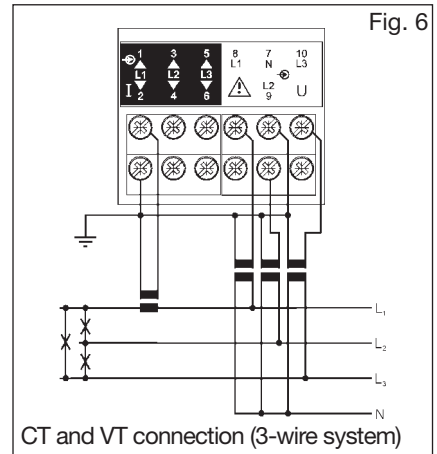 Fig. 6
1 3 5 8 7 10
L1 N L3
L1 L2 L3
I U
L2
2 4 6 9
L1
L2
L3
N
CT and VT connection (3-wire system)